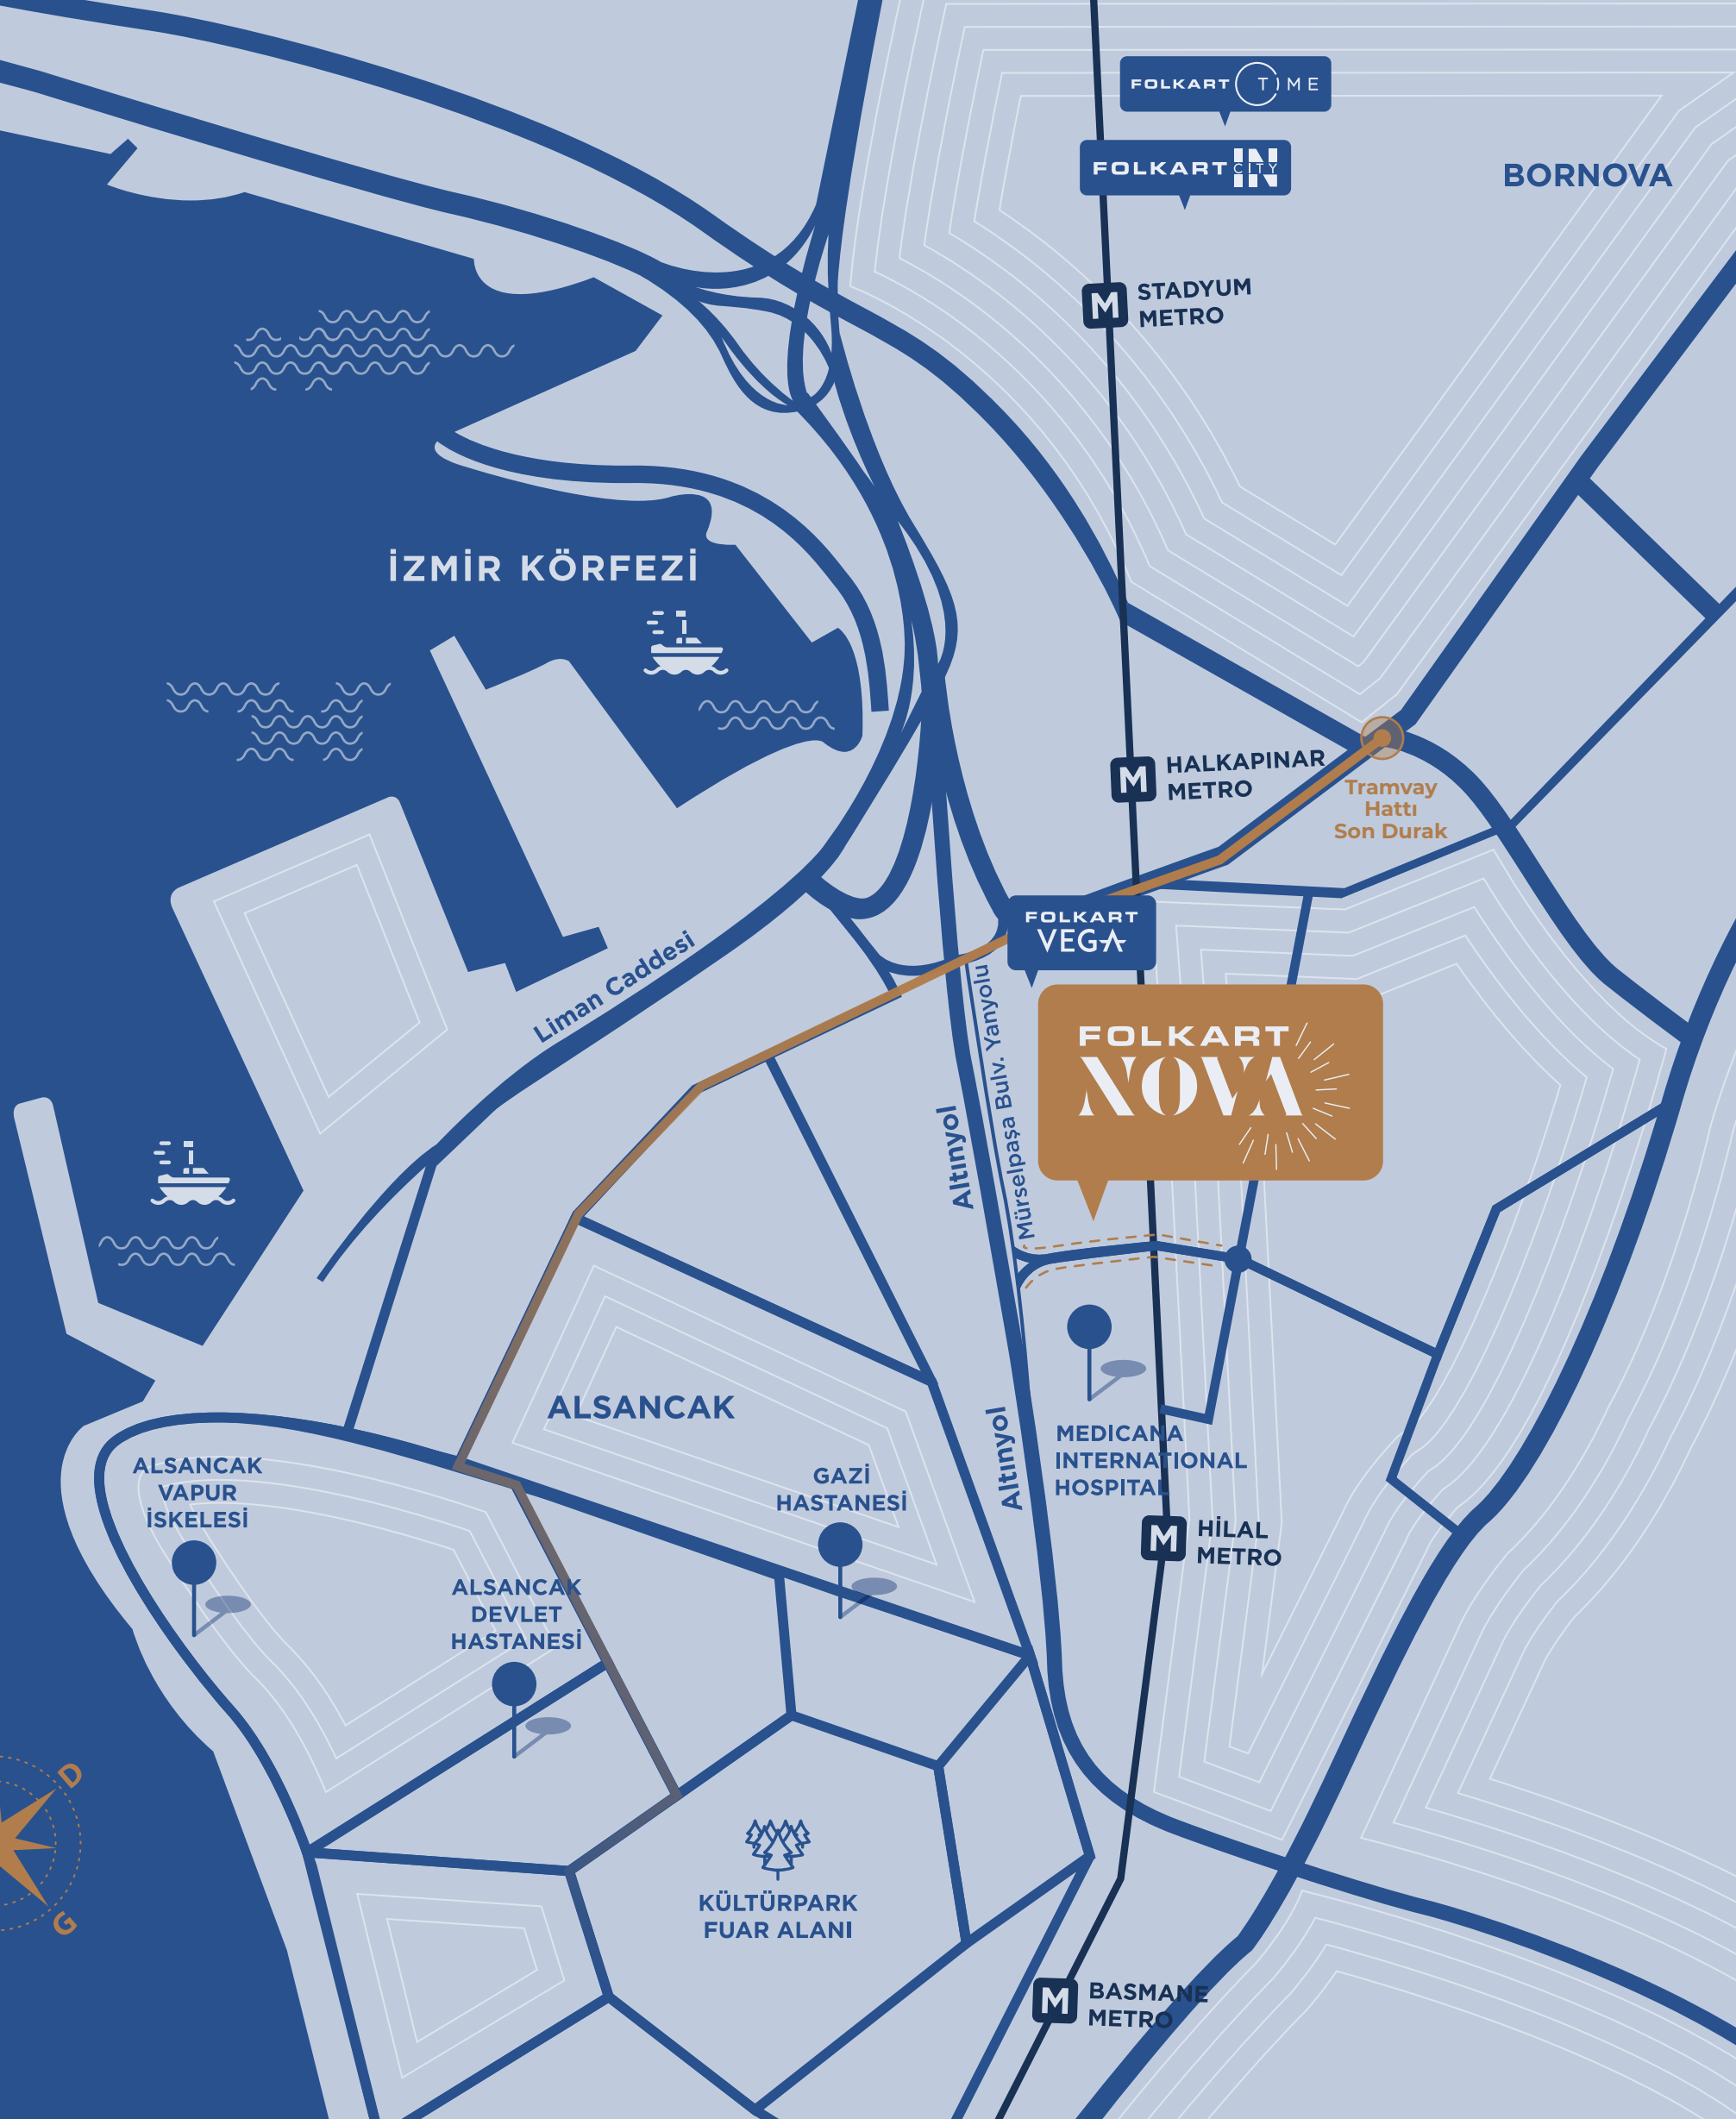 FOLKART TIME
FOLKART IN CITY
BORNOVA
STADYUM
METRO
M
İZMİR KÖRFEZİ
HALKAPINAR
METRO
M
Tramvay
Hattı
Son Durak
FOLKART
VEGA
Liman Caddesi
Mürselpaşa Bulv. Yanyolu
FOLKART
NOVA
Altınyol
ALSANCAK
Altınyol
MEDICANA
INTERNATIONAL
HOSPITAL
ALSANCAK
VAPUR
İSKELESİ
GAZİ
HASTANESİ
M
HİLAL
METRO
ALSANCAK
DEVLET
HASTANESİ
D
G
KÜLTÜRPARK
FUAR ALANI
M
BASMANE
METRO